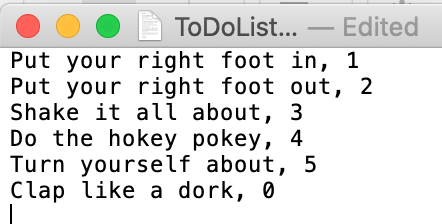 ToDoList... — Edited
Put your right foot in, 1
Put your right foot out, 2
Shake it all about, 3
Do the hokey pokey, 4
Turn yourself about, 5
Clap like a dork, 0